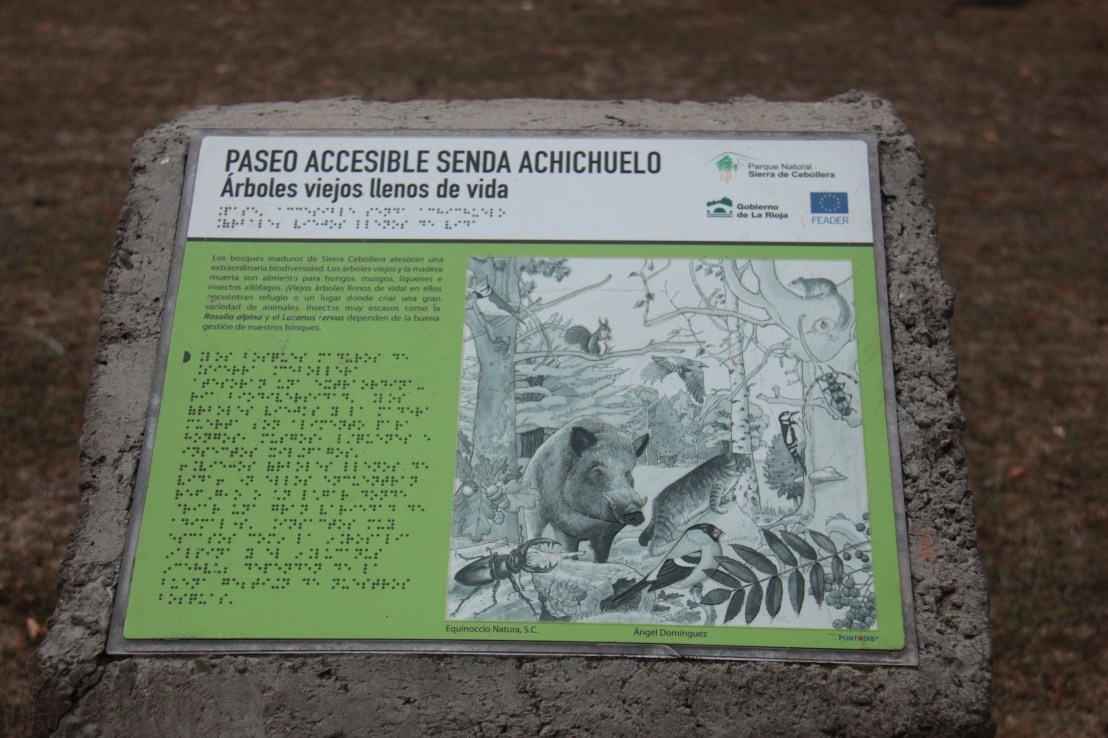 PASEO ACCESIBLE SENDA ACHICHUELO
Árboles viejos llenos de vida
Parque Natural
Sierra de Cebollera
Gobierno
de La Rioja
FEADER
Los bosques maduros de Sierra Cebollera atesoran una
extraordinaria biodiversidad. Los árboles viejos y la madera
muerta son alimento para hongos, musgos, líquenes e
insectos xilófagos. ¡Viejos árboles llenos de vida! en ellos
encuentran refugio o un lugar donde criar una gran
variedad de animales. Insectos muy escasos como la
Rosalia alpina y el Lucanus cervus dependen de la buena
gestión de nuestros bosques.
Equinoccio Natura, S.C.
Ángel Domínguez
PUNTODIS